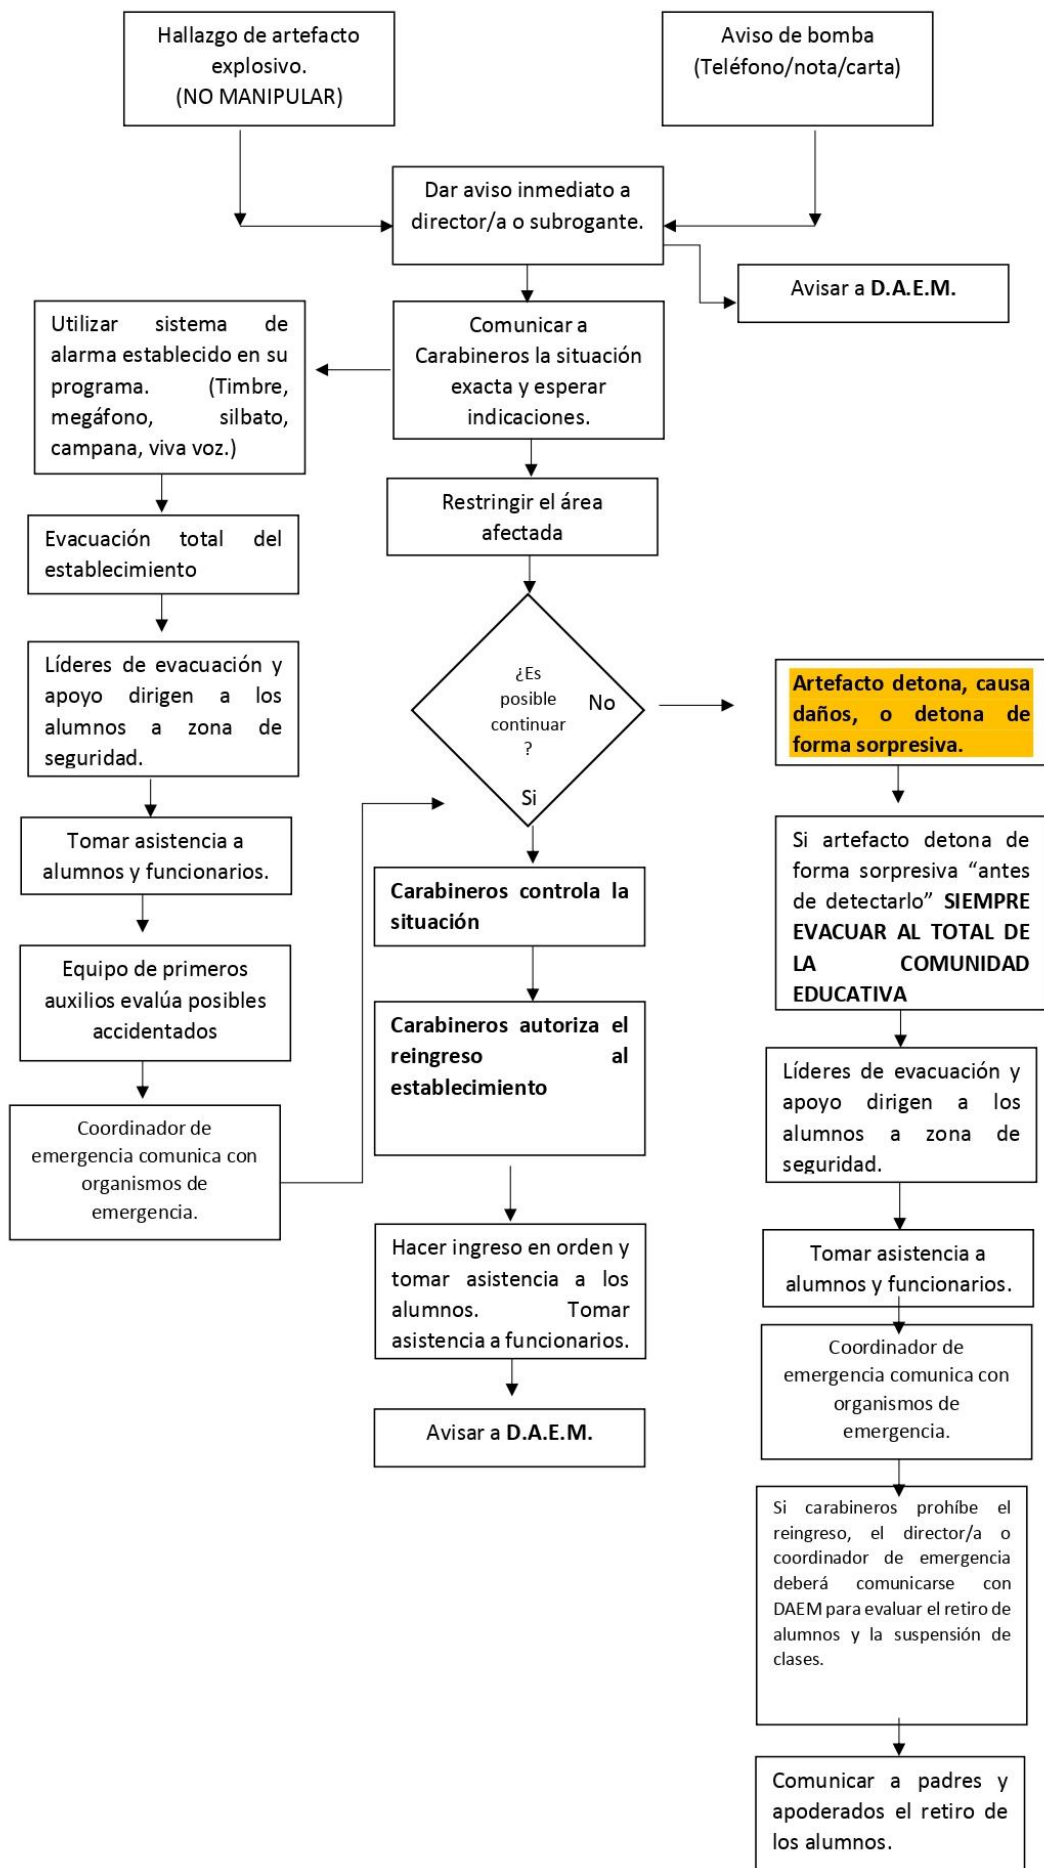 Hallazgo de artefacto
explosivo.
(NO MANIPULAR)
Aviso de bomba
(Teléfono/nota/carta)
Dar aviso inmediato a
director/a o subrogante.
Avisar a D.A.E.M.
Utilizar sistema de
alarma establecido en su
programa. (Timbre,
megáfono, silbato,
campana, viva voz.)
Comunicar a
Carabineros la situación
exacta y esperar
indicaciones.
Restringir el área
afectada
Evacuación total del
establecimiento
Líderes de evacuación y
apoyo dirigen a los
alumnos a zona de
seguridad.
Tomar asistencia a
alumnos y funcionarios.
Equipo de primeros
auxilios evalúa posibles
accidentados
Coordinador de
emergencia comunica con
organismos de
emergencia.
¿Es
posible
continuar
?
No
Si
Carabineros controla la
situación
Carabineros autoriza el
reingreso al
establecimiento
Hacer ingreso en orden y
tomar asistencia a los
alumnos. Tomar
asistencia a funcionarios.
Avisar a D.A.E.M.
Artefacto detona, causa
daños, o detona de
forma sorpresiva.
Si artefacto detona de
forma sorpresiva “antes
de detectarlo” SIEMPRE
EVACUAR AL TOTAL DE
LA COMUNIDAD
EDUCATIVA
Líderes de evacuación y
apoyo dirigen a los
alumnos a zona de
seguridad.
Tomar asistencia a
alumnos y funcionarios.
Coordinador de
emergencia comunica con
organismos de
emergencia.
Si carabineros prohíbe el
reingreso, el director/a o
coordinador de emergencia
deberá comunicarse con
DAEM para evaluar el retiro de
alumnos y la suspensión de
clases.
Comunicar a padres y
apoderados el retiro de
los alumnos.